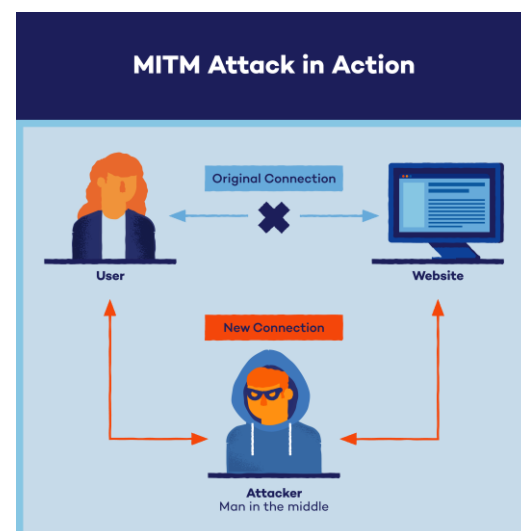 MITM Attack in Action
Original Connection
User
Website
New Connection
Attacker
Man in the middle